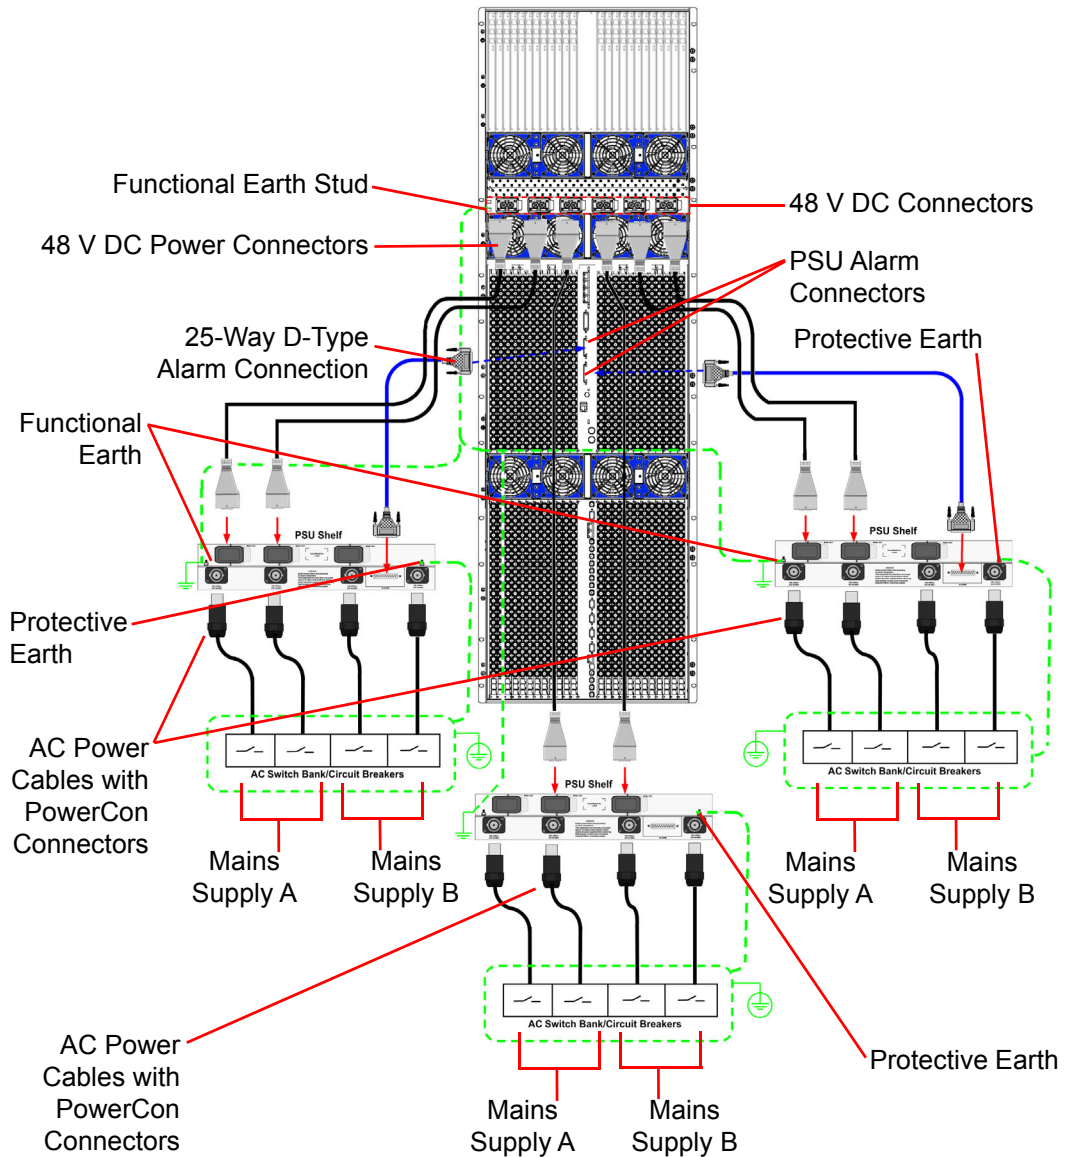 Functional Earth Stud
48 V DC Connectors
48 V DC Power Connectors
PSU Alarm
Connectors
25-Way D-Type
Alarm Connection
Protective Earth
Functional
Earth
PSU Shelf
PSU Shelf
Protective
Earth
AC Power
Cables with
PowerCon
Connectors
AC Switch Bank/Circuit Breakers
AC Switch Bank/Circuit Breakers
PSU Shelf
Mains
Supply A
Mains
Supply B
Mains
Supply A
Mains
Supply B
AC Switch Bank/Circuit Breakers
AC Power
Cables with
PowerCon
Connectors
Protective Earth
Mains
Supply A
Mains
Supply B